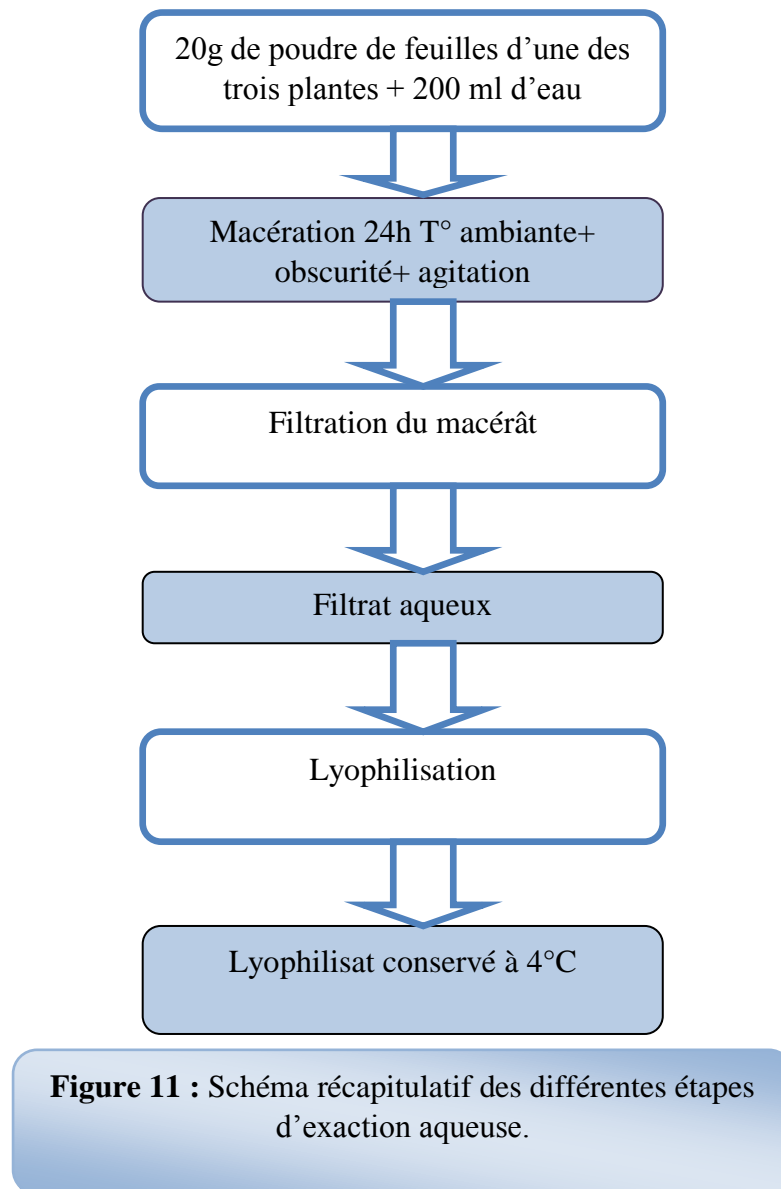 20g de poudre de feuilles d’une des
trois plantes + 200 ml d’eau
Macération 24h T° ambiante+
obscurité+ agitation
Filtration du macérât
Filtrat aqueux
Lyophilisation
Lyophilisat conservé à 4°C
Figure 11 : Schéma récapitulatif des différentes étapes
d’exaction aqueuse.